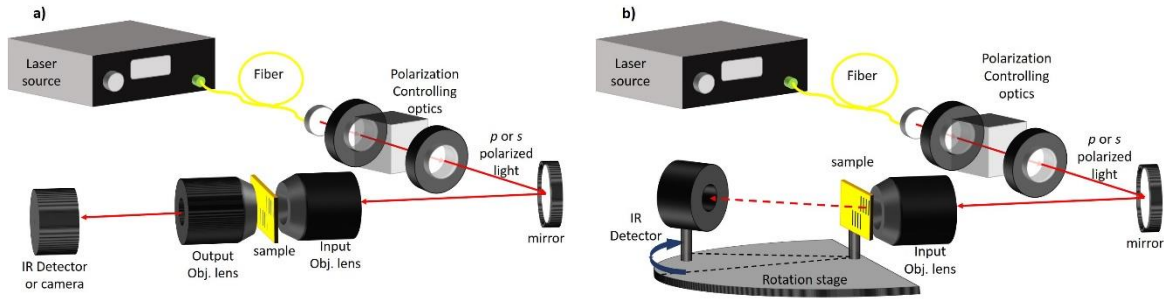 a)
Laser
source
Fiber
Polarization
Controlling
optics
p or s
polarized
light
mirror
Input
Obj. lens
sample
Output
Obj. lens
IR Detector
or camera
b)
Laser
source
Fiber
Polarization
Controlling
optics
p or s
polarized
light
mirror
sample
Input
Obj. lens
IR
Detector
Rotation stage